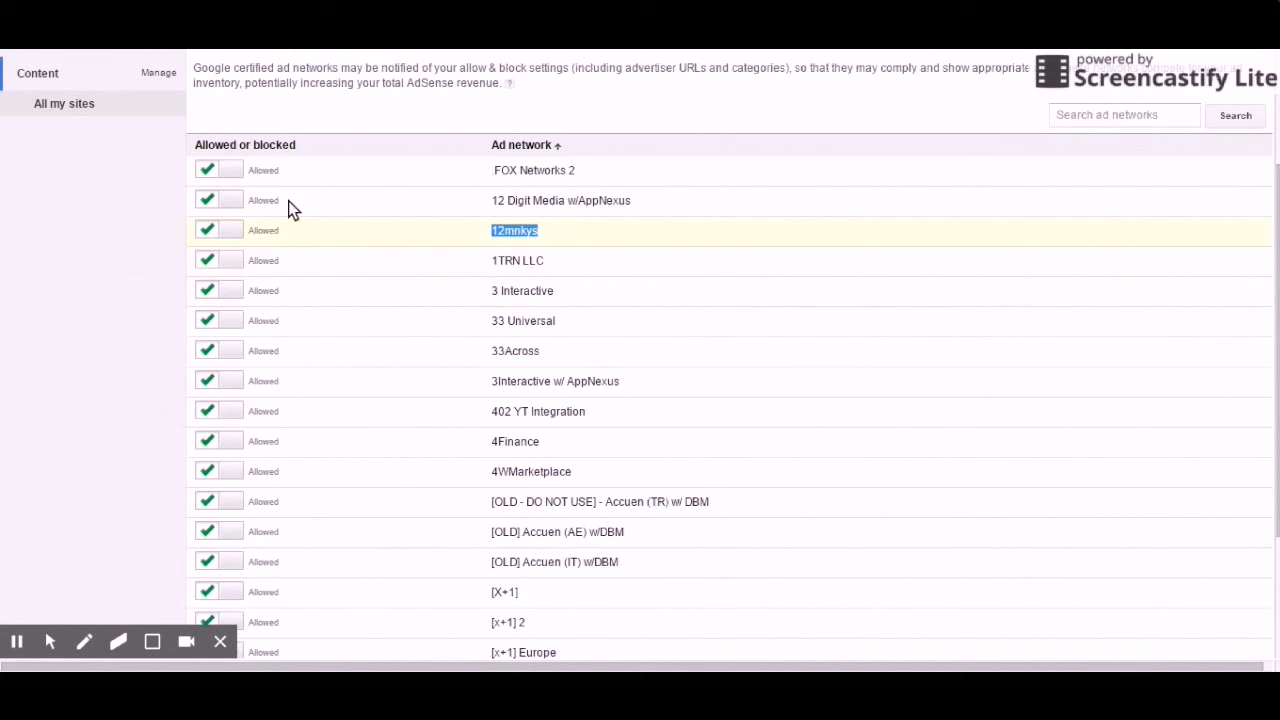 powered by
Screencastify Lite
Content
Manage
All my sites
Google certified ad networks may be notified of your allow & block settings (including advertiser URLs and categories), so that they may comply and show appropriate
inventory, potentially increasing your total AdSense revenue. ?
Search ad networks
Search
Allowed or blocked Ad network
Allowed .FOX Networks 2
Allowed 12 Digit Media w/AppNexus
Allowed 12mnkys
Allowed 1TRN LLC
Allowed 3 Interactive
Allowed 33 Universal
Allowed 33Across
Allowed 3Interactive w/ AppNexus
Allowed 402 YT Integration
Allowed 4Finance
Allowed 4WMarketplace
Allowed [OLD - DO NOT USE] - Accuen (TR) w/ DBM
Allowed [OLD] Accuen (AE) w/DBM
Allowed [OLD] Accuen (IT) w/DBM
Allowed [X+1]
Allowed [x+1] 2
Allowed [x+1] Europe